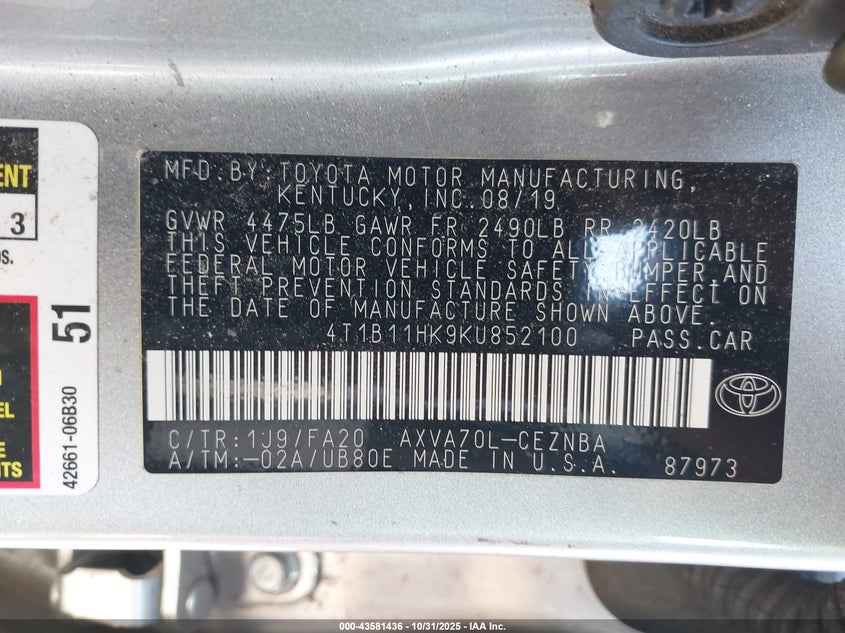 ENT
3
OS.
51
EL
E
NTS
42661-06B30
MFD.BY:TOYOTA MOTOR MANUFACTURING,
KENTUCKY, INC.08/19
GVWR 4475LB GAWR FR 2490LB RR 2420LB
THIS VEHICLE CONFORMS TO ALL APPLICABLE
FEDERAL MOTOR VEHICLE SAFETY, BUMPER AND
THEFT PREVENTION STANDARDS IN EFFECT ON
THE DATE OF MANUFACTURE SHOWN ABOVE.
4T1B11HK9KU852100 PASS.CAR
C/TR:1J9/FA20 AXVA70L-CEZNBA
A/TM:-02A/UB80E MADE IN U.S.A. 87973
000-43581436 - 10/31/2025 - IAA Inc.